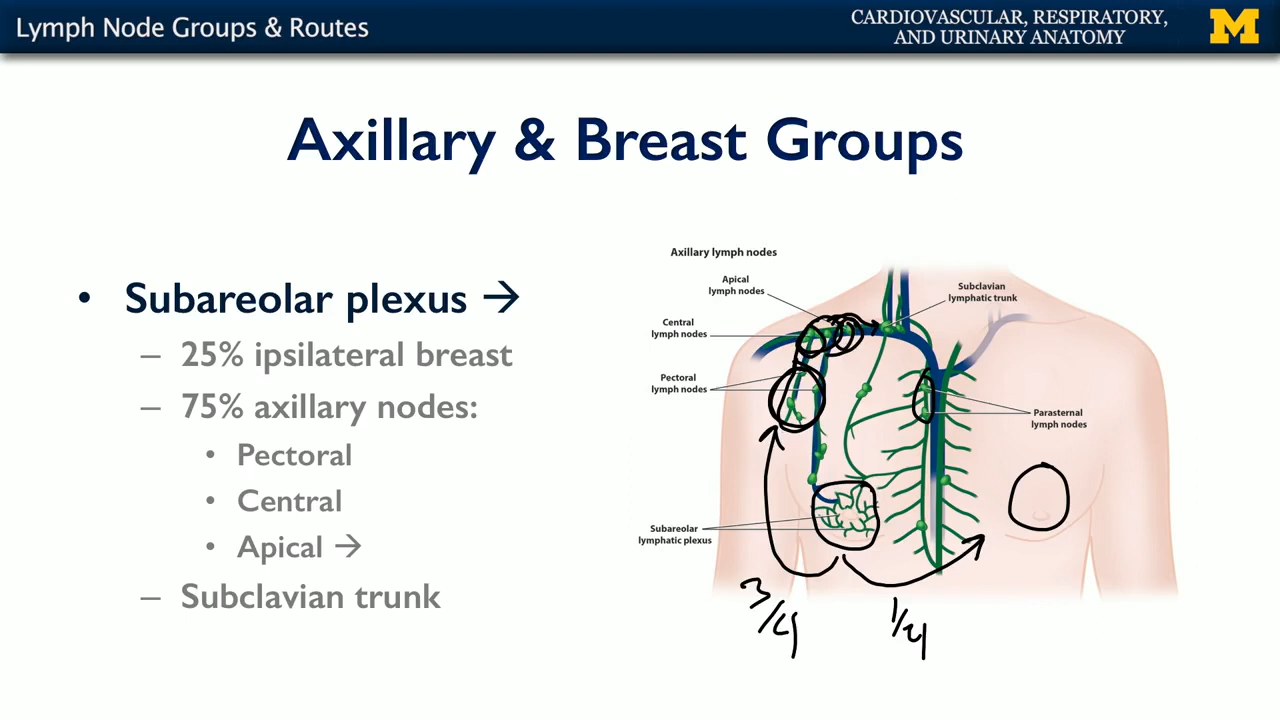 Lymph Node Groups & Routes
CARDIOVASCULAR, RESPIRATORY,
AND URINARY ANATOMY
M
Axillary & Breast Groups
• Subareolar plexus →
– 25% ipsilateral breast
– 75% axillary nodes:
• Pectoral
• Central
• Apical →
– Subclavian trunk
Axillary lymph nodes
Apical
lymph nodes
Subclavian
lymphatic trunk
Central
lymph nodes
Pectoral
lymph nodes
Parasternal
lymph nodes
Subareolar
lymphatic plexus
3/4
1/4